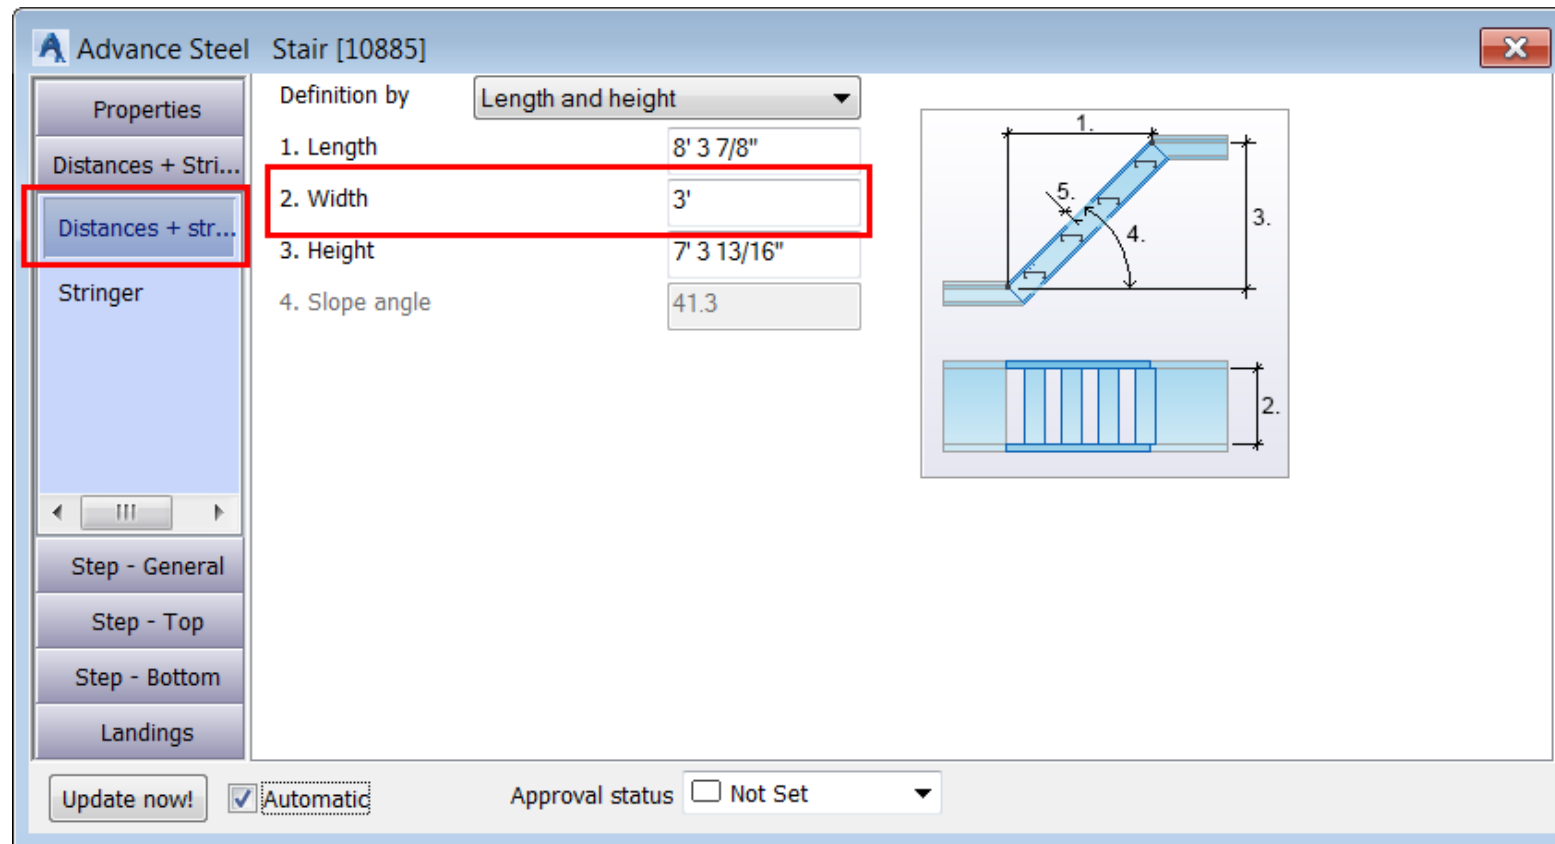 Advance Steel Stair [10885]
Properties
Distances + Stri...
Distances + str...
Stringer
Step - General
Step - Top
Step - Bottom
Landings
Definition by Length and height
1. Length 8' 3 7/8"
2. Width 3'
3. Height 7' 3 13/16"
4. Slope angle 41.3
1.
5.
4.
3.
2.
Update now! Automatic Approval status Not Set